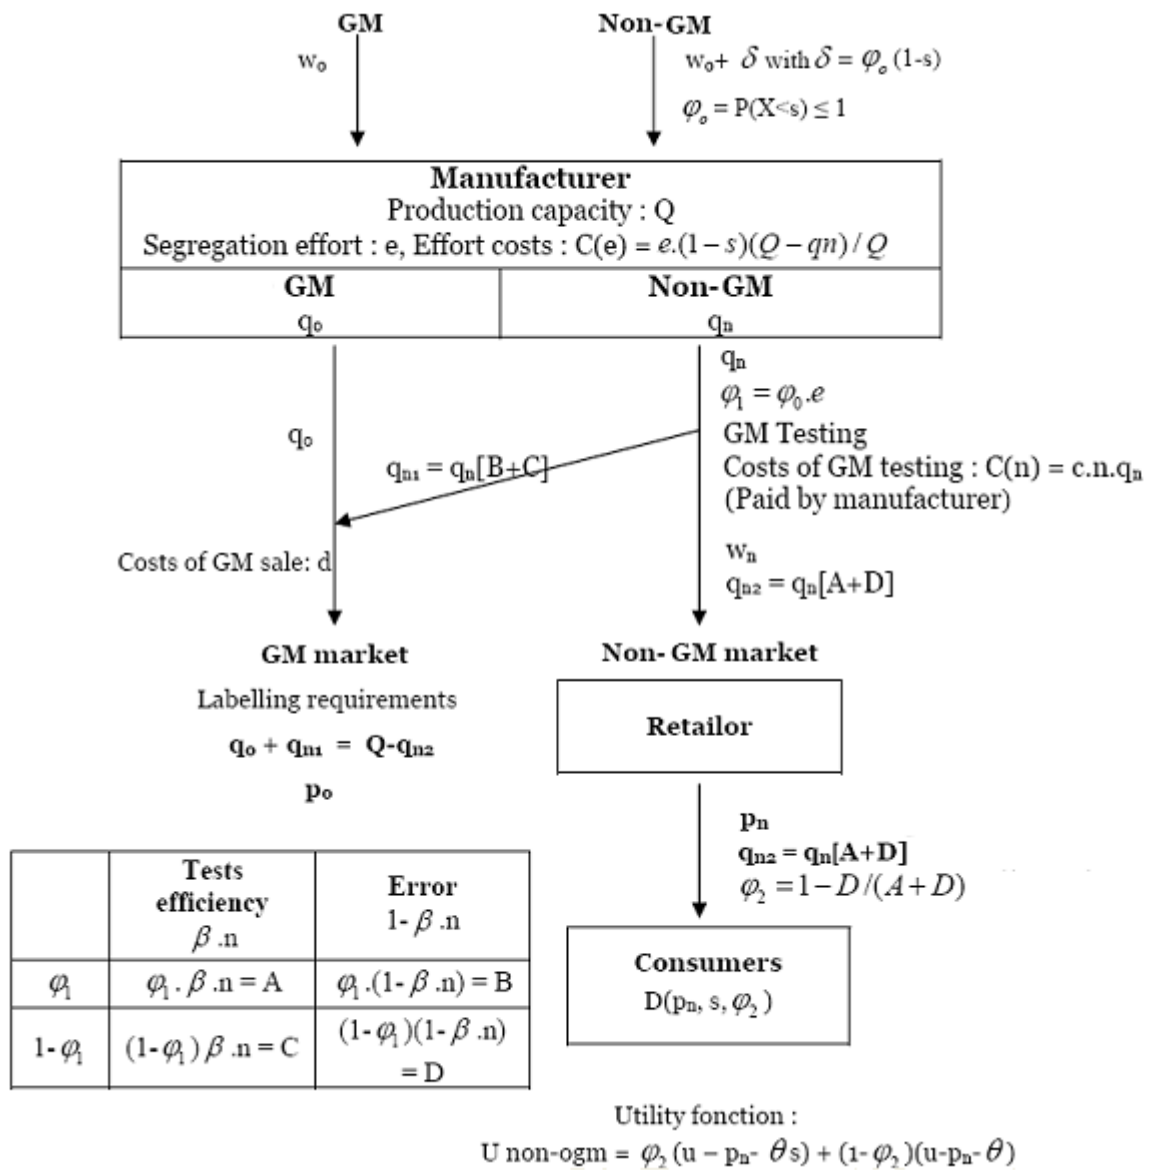 GM
Non-GM
w₀
w₀+ δ with δ = φₒ (1-s)
φₒ = P(X<s) ≤ 1
Manufacturer
Production capacity : Q
Segregation effort : e, Effort costs : C(e) = e.(1−s)(Q−qn)/Q
GM
Non-GM
q₀
qₙ
qₙ
φ₁ = φ₀.e
GM Testing
Costs of GM testing : C(n) = c.n.qₙ
(Paid by manufacturer)
q₀
qₙ₁ = qₙ[B+C]
Costs of GM sale: d
wₙ
qₙ₂ = qₙ[A+D]
GM market
Labelling requirements
q₀ + qₙ₁ = Q-qₙ₂
p₀
Non- GM market
Retailor
pₙ
qₙ₂ = qₙ[A+D]
φ₂ = 1−D/(A+D)
Consumers
D(pₙ, s, φ₂)
Tests
efficiency
β .n
Error
1- β .n
φ₁
φ₁. β .n = A
φ₁.(1- β .n) = B
1-φ₁
(1-φ₁) β .n = C
(1-φ₁)(1-β .n)
= D
Utility fonction :
U non-ogm = φ₂ (u – pₙ- θs) + (1-φ₂)(u-pₙ-θ)